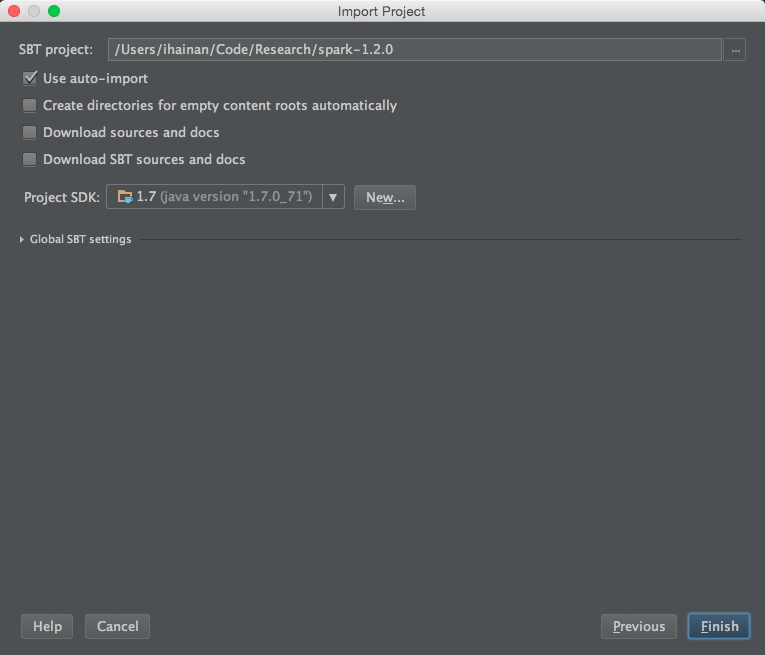 Import Project
SBT project: /Users/ihainan/Code/Research/spark-1.2.0 ...
Use auto-import
Create directories for empty content roots automatically
Download sources and docs
Download SBT sources and docs
Project SDK: 1.7 (java version "1.7.0_71") New...
Global SBT settings
Help Cancel Previous Finish